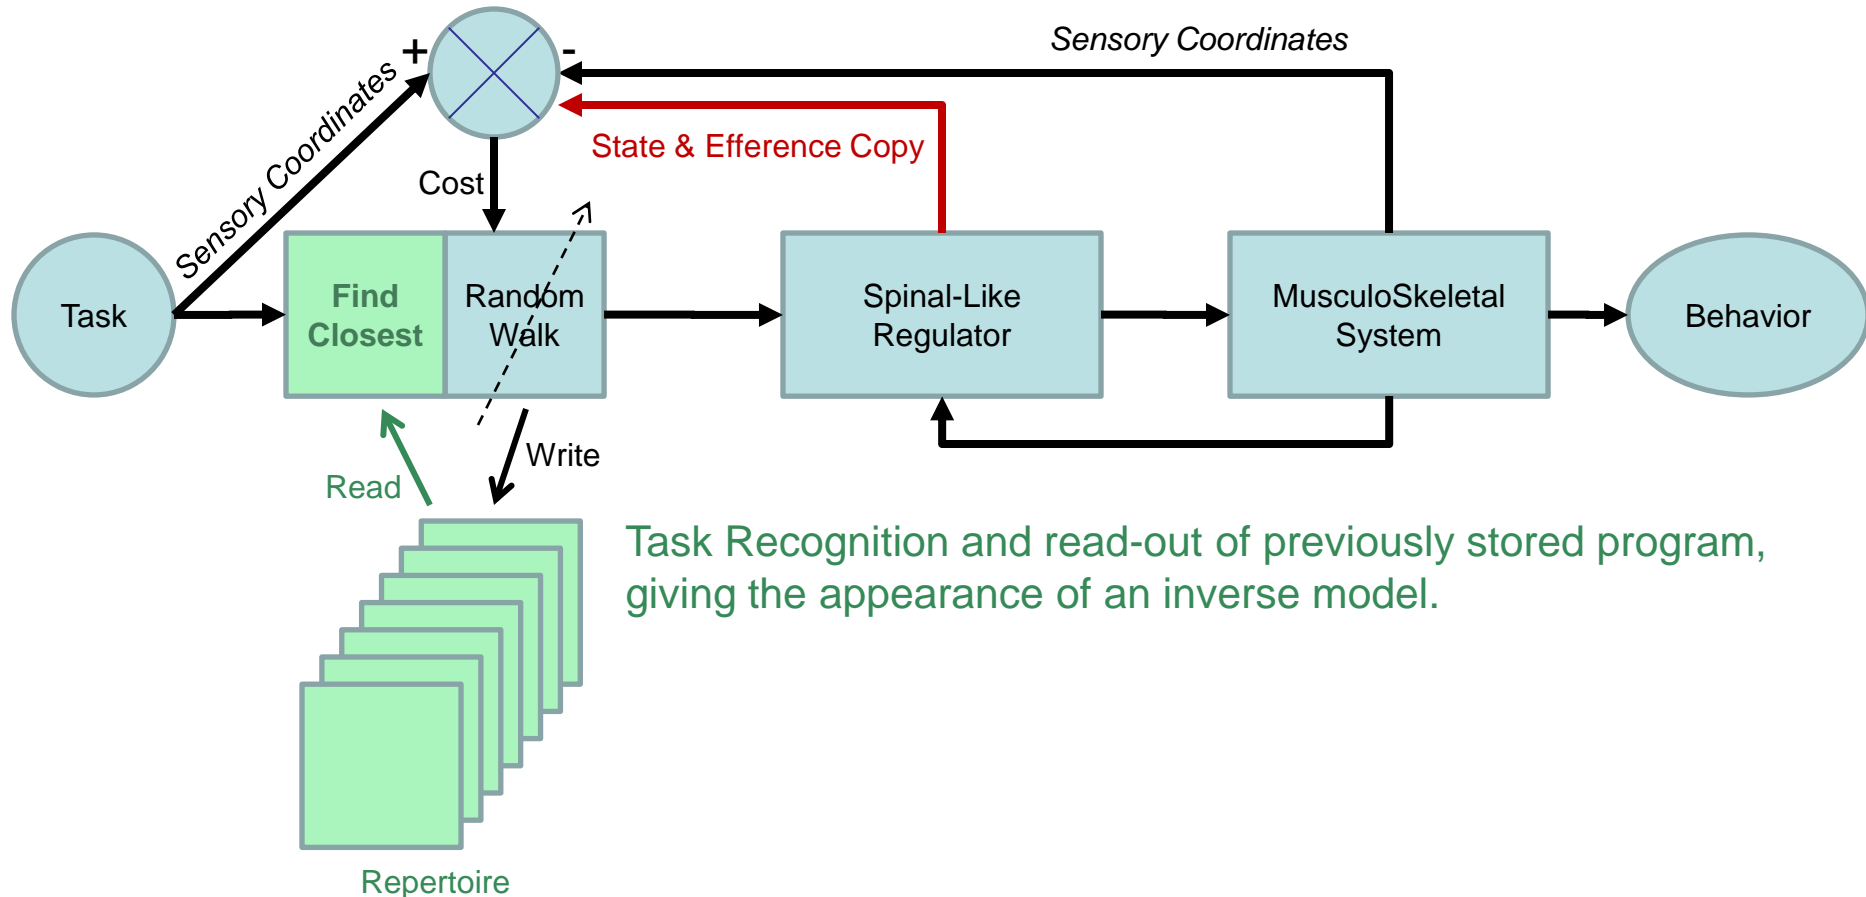 +
-
Sensory Coordinates
Sensory Coordinates
State & Efference Copy
Cost
Task
Find
Closest
Random
Walk
Spinal-Like
Regulator
MusculoSkeletal
System
Behavior
Write
Read
Task Recognition and read-out of previously stored program,
giving the appearance of an inverse model.
Repertoire